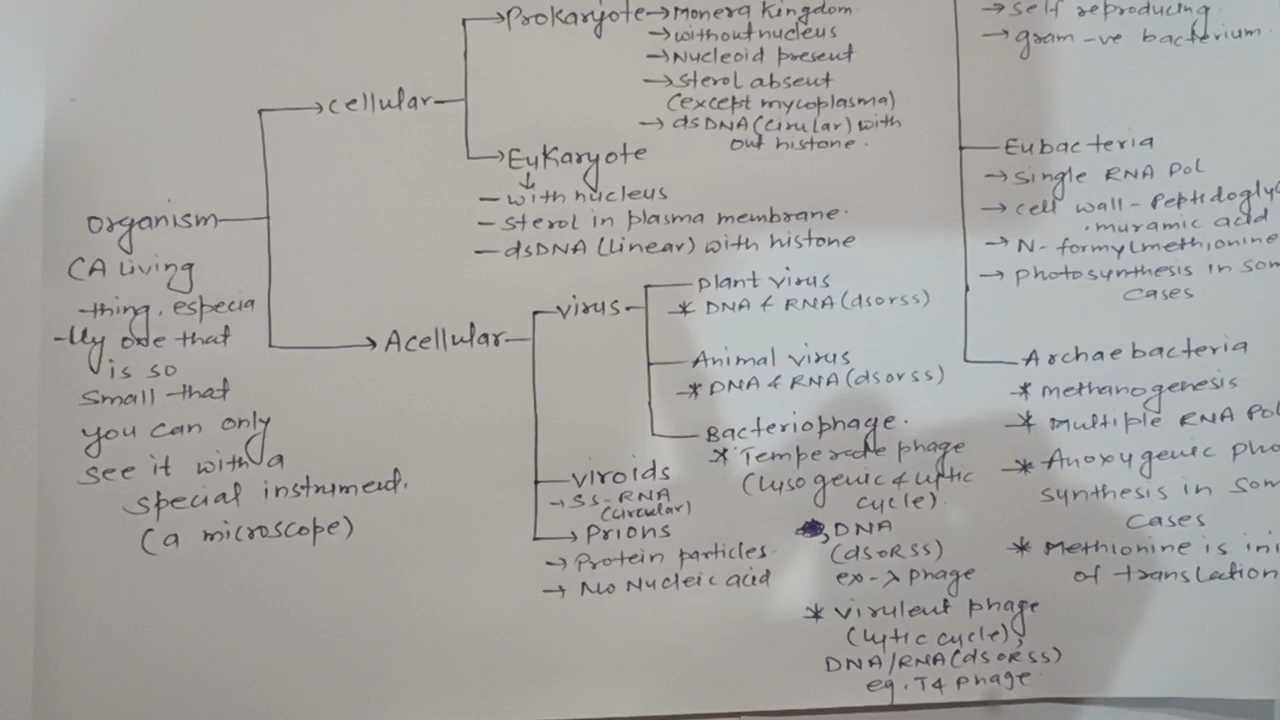 →Prokaryote→Monera Kingdom.
→without nucleus
→Nucleoid present
→Sterol absent
(except mycoplasma)
→dsDNA (Cirular) with
out histone.
→cellular
→Eukaryote
↓
- with nucleus
- Sterol in plasma membrane.
- dsDNA (Linear) with histone
organism
(A Living
thing, especia
-lly one that
is so
small that
you can only
see it with a
special instrument.
(a microscope)
→Acellular
→virus
plant virus
* DNA & RNA (ds or ss)
Animal virus
* DNA & RNA (ds or ss)
Bacteriophage.
* Temperate phage
(Lysogenic & Lytic
cycle)
DNA
(ds or ss)
ex-λ phage
* virulent phage
(Lytic cycle),
DNA/RNA (ds OR SS)
eg. T4 phage
viroids
→ SS-RNA
(circular)
→Prions
→ Protein particles.
→ No Nucleic acid
→ self reproducing.
→ gram -ve bacterium.
Eubacteria
→ Single RNA Pol
→ cell wall - Peptidogly
. muramic acid
→ N- formylmethionine
→ photosynthesis in som
cases
Archaebacteria
* methanogenesis
* Multiple RNA Pol
* Anoxygenic pho
synthesis in som
cases
* Methionine is ini
of translation